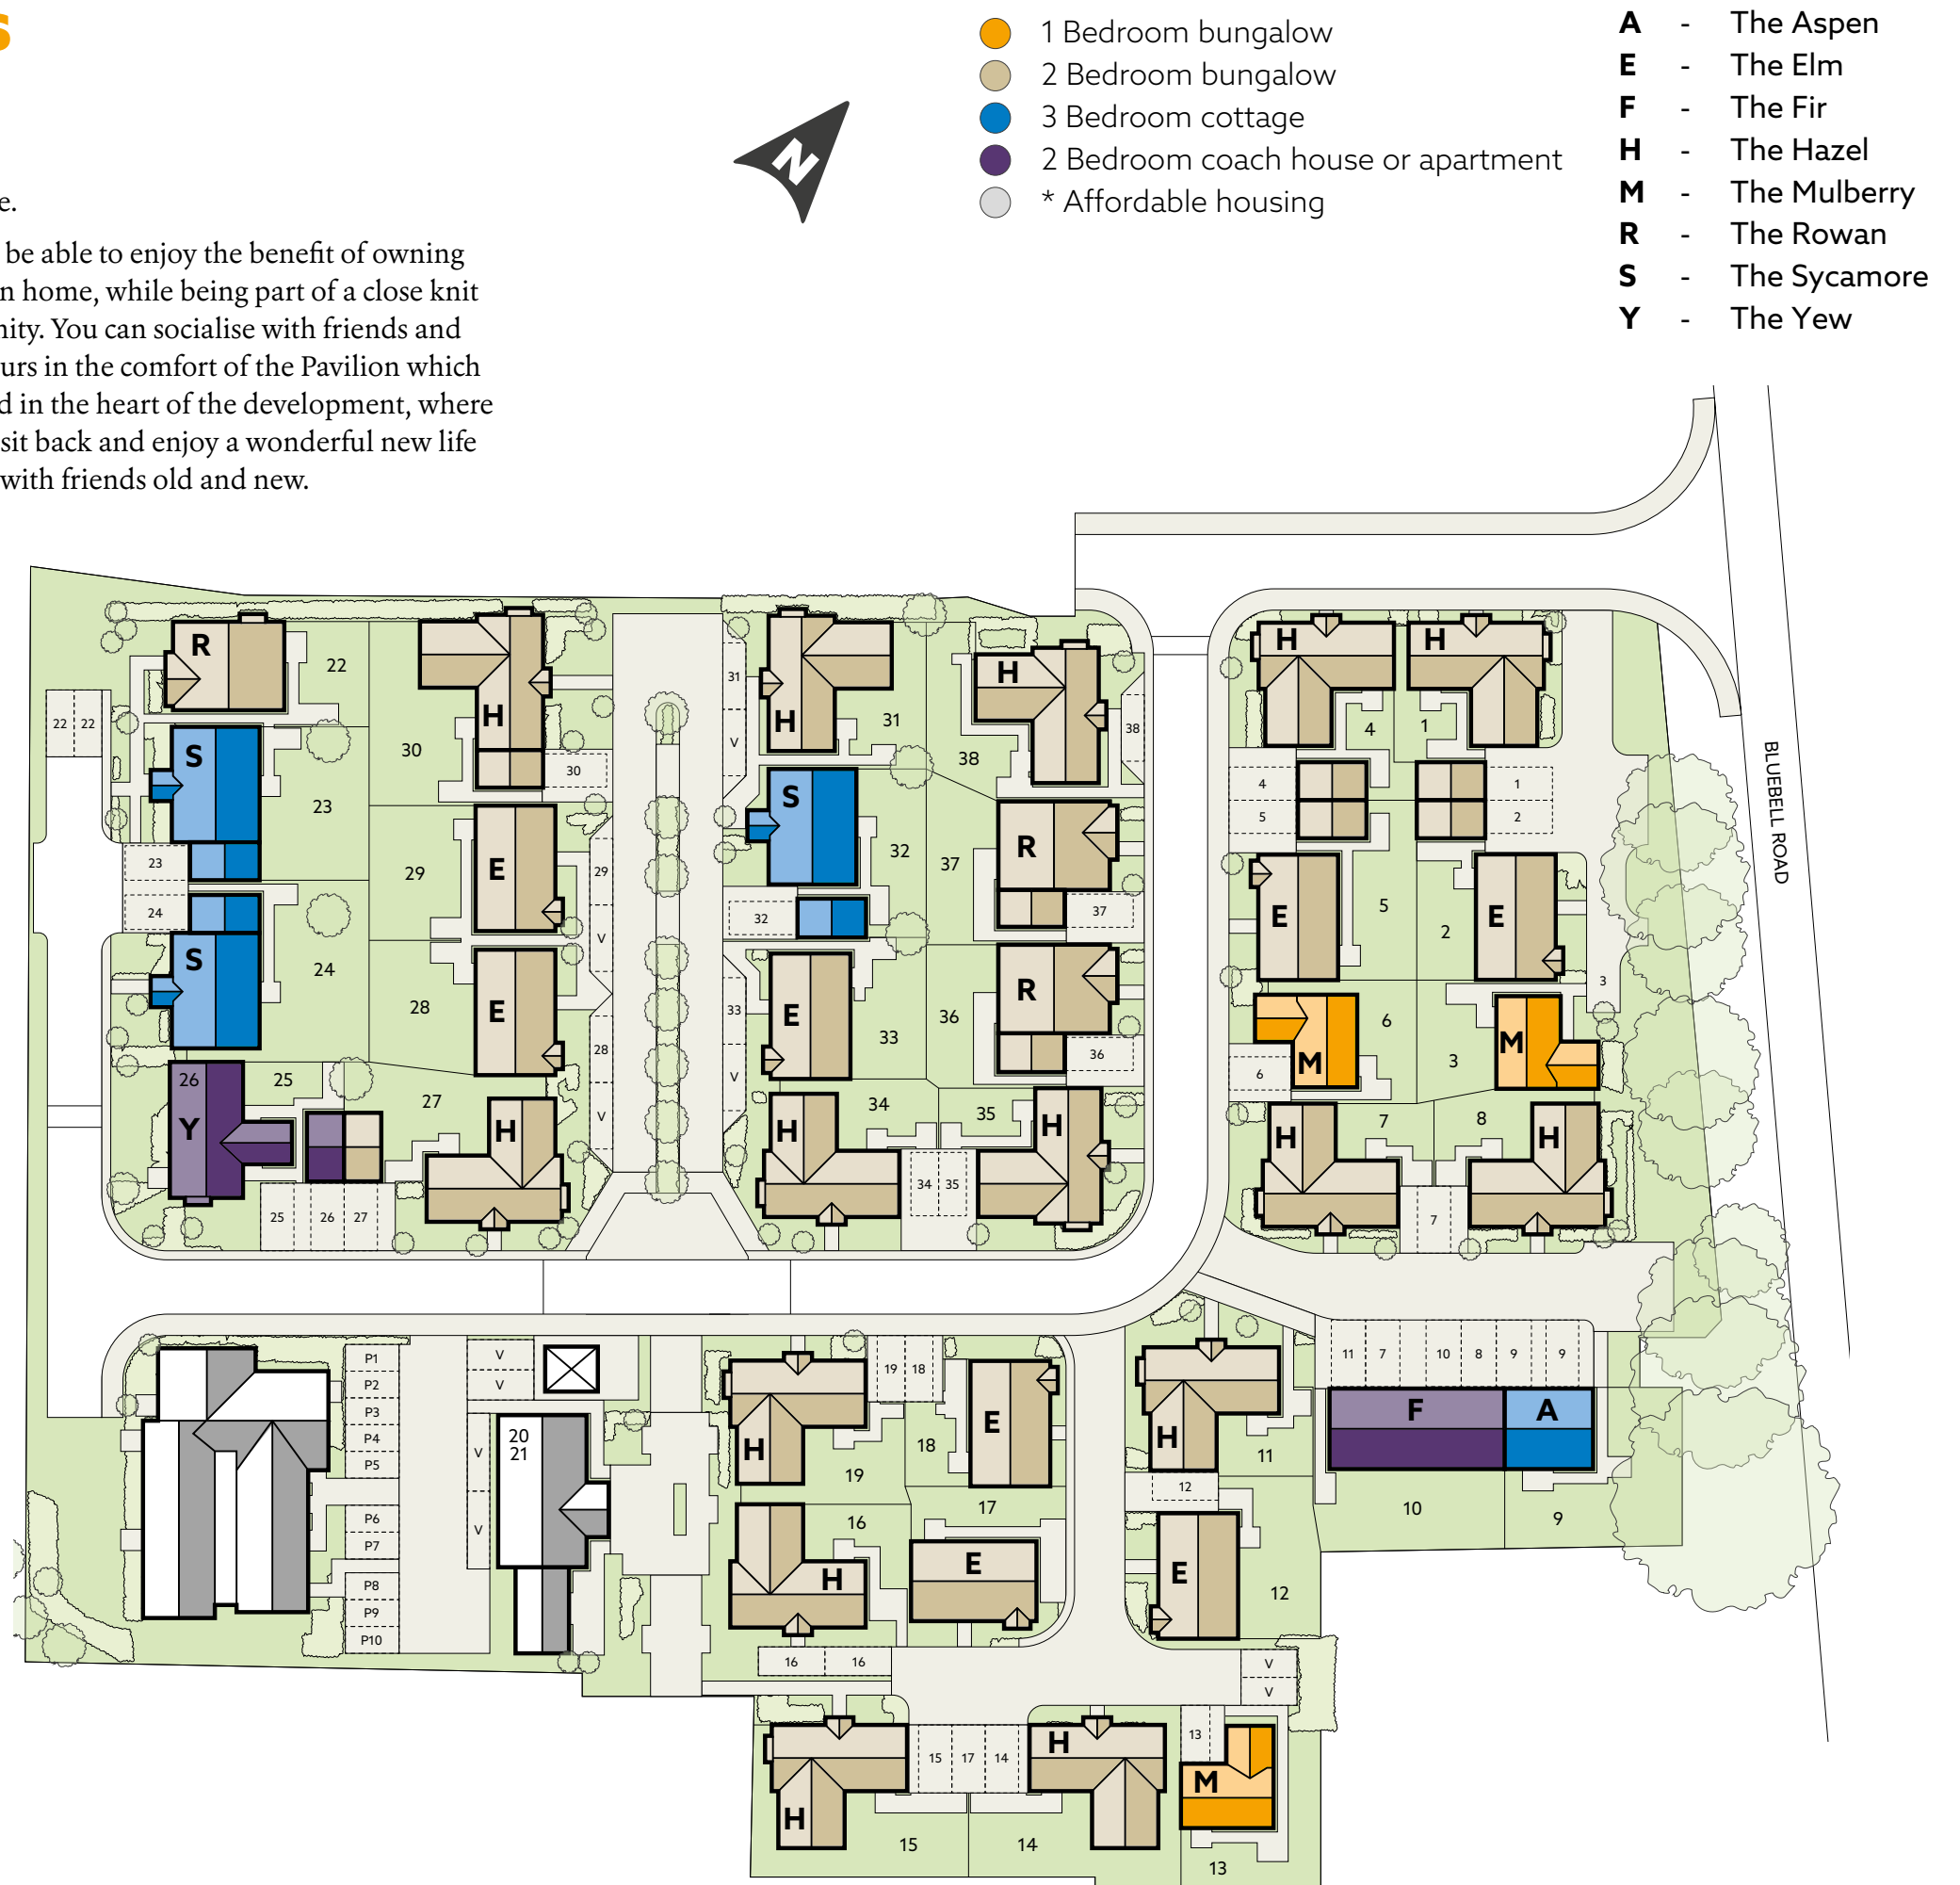 s
e.
be able to enjoy the benefit of owning
n home, while being part of a close knit
nity. You can socialise with friends and
urs in the comfort of the Pavilion which
d in the heart of the development, where
sit back and enjoy a wonderful new life
with friends old and new.
N
1 Bedroom bungalow
2 Bedroom bungalow
3 Bedroom cottage
2 Bedroom coach house or apartment
* Affordable housing
A - The Aspen
E - The Elm
F - The Fir
H - The Hazel
M - The Mulberry
R - The Rowan
S - The Sycamore
Y - The Yew
BLUEBELL ROAD
R 22
22 22
H 30
30
S 23
23
E 29
29
V
24
S 24
E 28
28
V
26 25
Y
27
H
25 26 27
31
V
H 31
H 38
38
S 32
32
R 37
37
33
V
E 33
R 36
36
H 34
35 H
34 35
H 4
H 1
4
5
1
2
E 5
E 2
3
M 6
6
M 3
H 7
H 8
7
P1
P2
P3
P4
P5
P6
P7
P8
P9
P10
V
V
V
V
20
21
H 19
19 18
E 18
17
H 16
E
16 16
H 11
12
E 12
V
V
11 7 10 8 9 9
F A
10 9
H 15
15 17 14
H 14
13
M
13